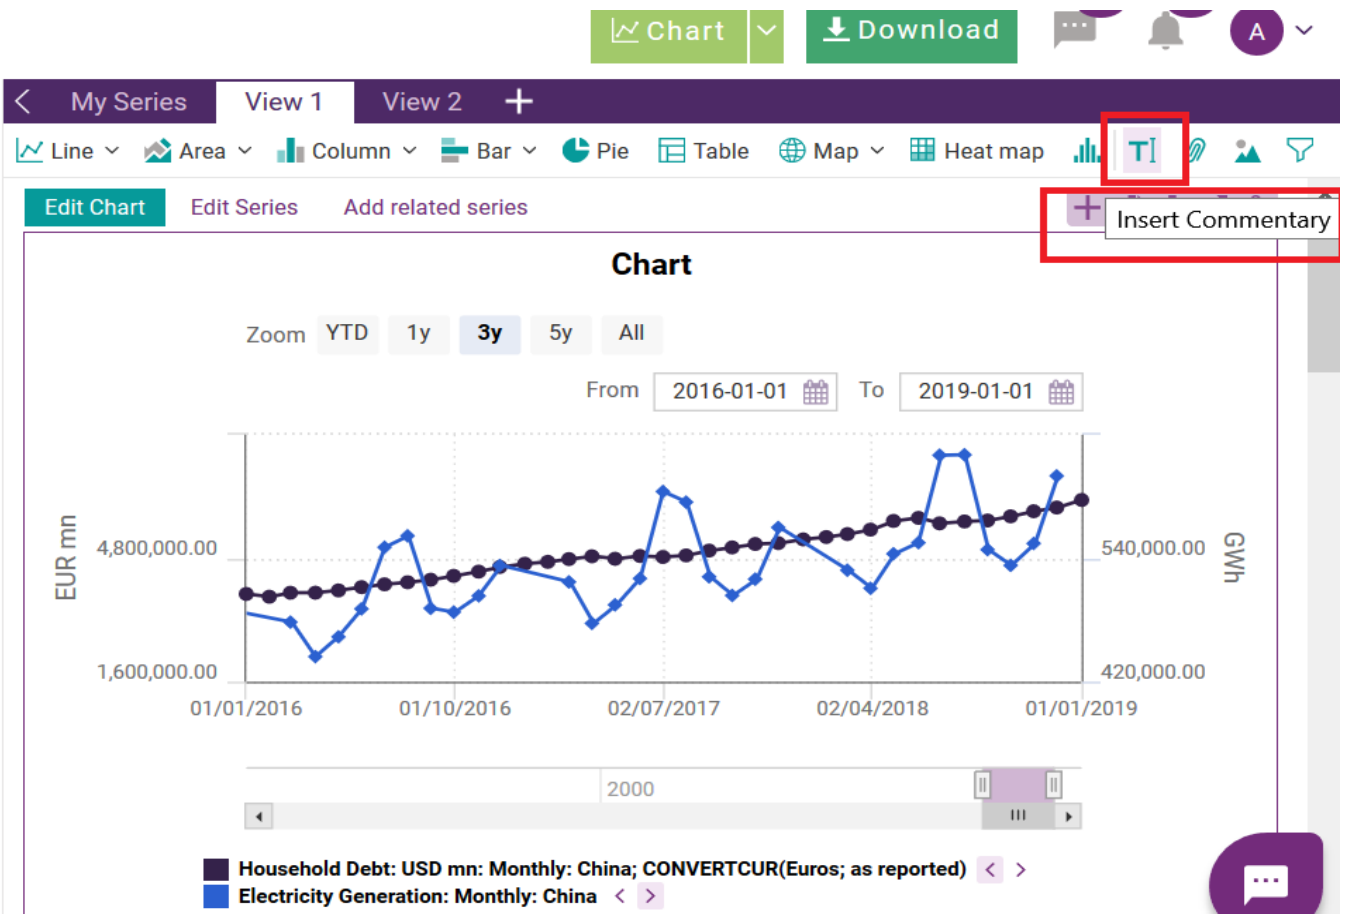 Chart Download A
My Series View 1 View 2
Line Area Column Bar Pie Table Map Heat map
Edit Chart Edit Series Add related series
Insert Commentary
Chart
Zoom YTD 1y 3y 5y All
From 2016-01-01 To 2019-01-01
EUR mn
4,800,000.00
1,600,000.00
540,000.00
420,000.00
GWh
01/01/2016 01/10/2016 02/07/2017 02/04/2018 01/01/2019
2000
Household Debt: USD mn: Monthly: China; CONVERTCUR(Euros; as reported)
Electricity Generation: Monthly: China